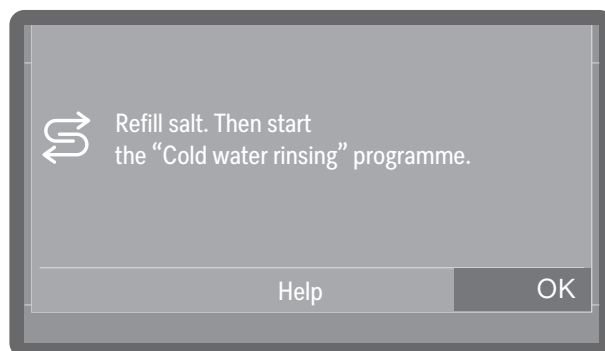 Refill salt. Then start
the “Cold water rinsing” programme.
Help
OK